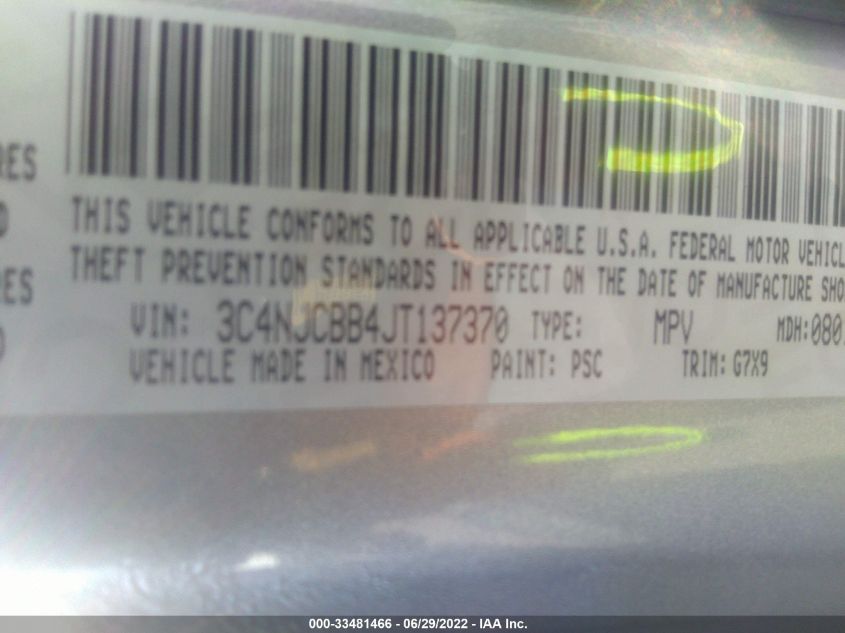 RES
THIS VEHICLE CONFORMS TO ALL APPLICABLE U.S.A. FEDERAL MOTOR VEHICL
THEFT PREVENTION STANDARDS IN EFFECT ON THE DATE OF MANUFACTURE SHO
RES
VIN: 3C4NJCBB4JT137370 TYPE: MPV MDH:080
VEHICLE MADE IN MEXICO PAINT: PSC TRIM: G7X9
000-33481466 - 06/29/2022 - IAA Inc.